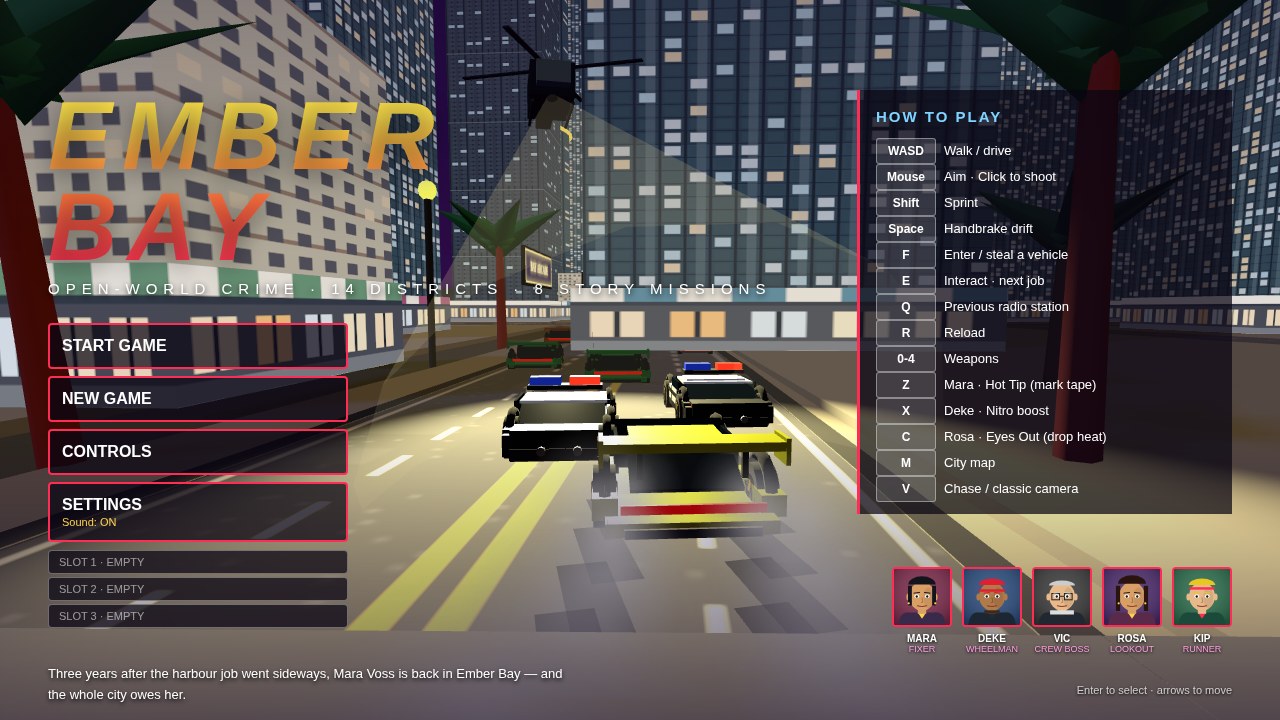 EMBER
BAY
OPEN-WORLD CRIME · 14 DISTRICTS · 8 STORY MISSIONS
START GAME
NEW GAME
CONTROLS
SETTINGS
Sound: ON
SLOT 1 · EMPTY
SLOT 2 · EMPTY
SLOT 3 · EMPTY
Three years after the harbour job went sideways, Mara Voss is back in Ember Bay — and
the whole city owes her.
HOW TO PLAY
WASD Walk / drive
Mouse Aim · Click to shoot
Shift Sprint
Space Handbrake drift
F Enter / steal a vehicle
E Interact · next job
Q Previous radio station
R Reload
0-4 Weapons
Z Mara · Hot Tip (mark tape)
X Deke · Nitro boost
C Rosa · Eyes Out (drop heat)
M City map
V Chase / classic camera
MARA DEKE VIC ROSA KIP
FIXER WHEELMAN CREW BOSS LOOKOUT RUNNER
Enter to select · arrows to move